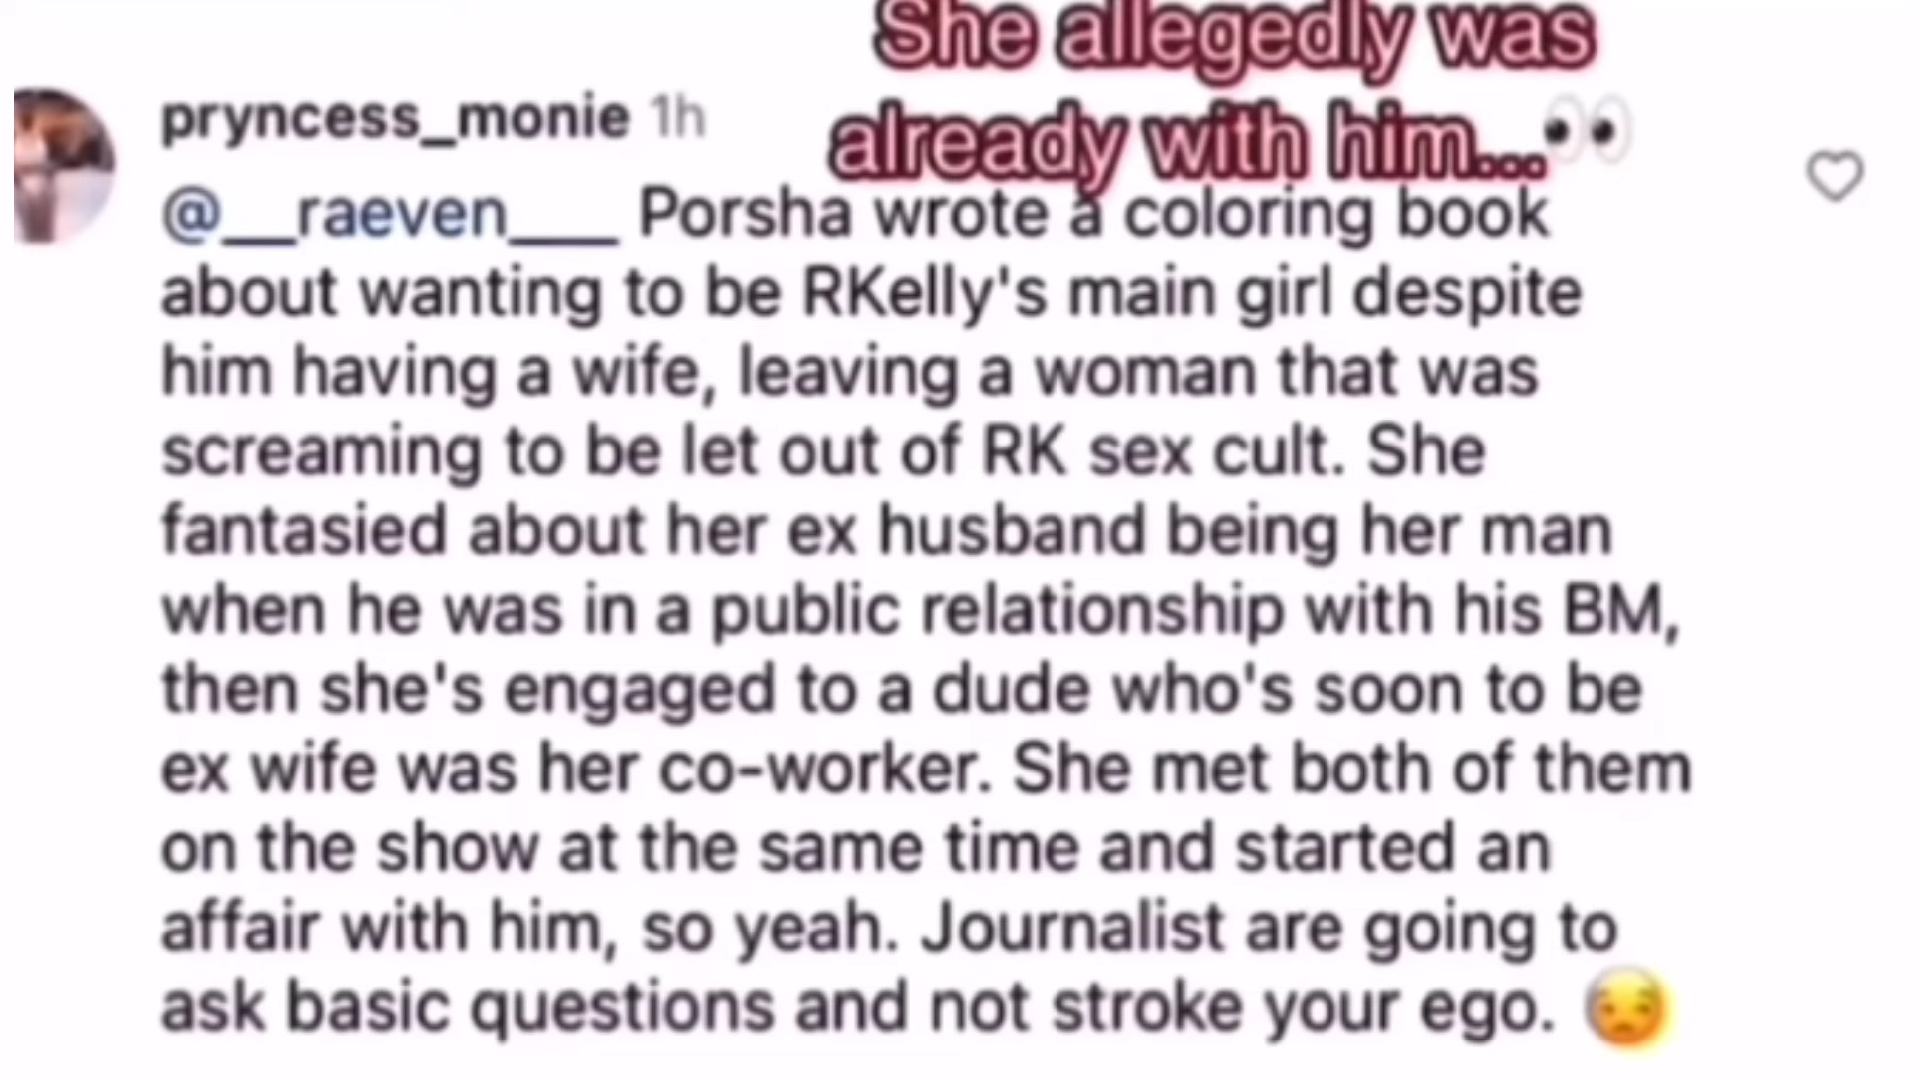 She allegedly was
already with him...👀
pryncess_monie 1h
@__raeven___ Porsha wrote a coloring book
about wanting to be RKelly's main girl despite
him having a wife, leaving a woman that was
screaming to be let out of RK sex cult. She
fantasied about her ex husband being her man
when he was in a public relationship with his BM,
then she's engaged to a dude who's soon to be
ex wife was her co-worker. She met both of them
on the show at the same time and started an
affair with him, so yeah. Journalist are going to
ask basic questions and not stroke your ego. 😒